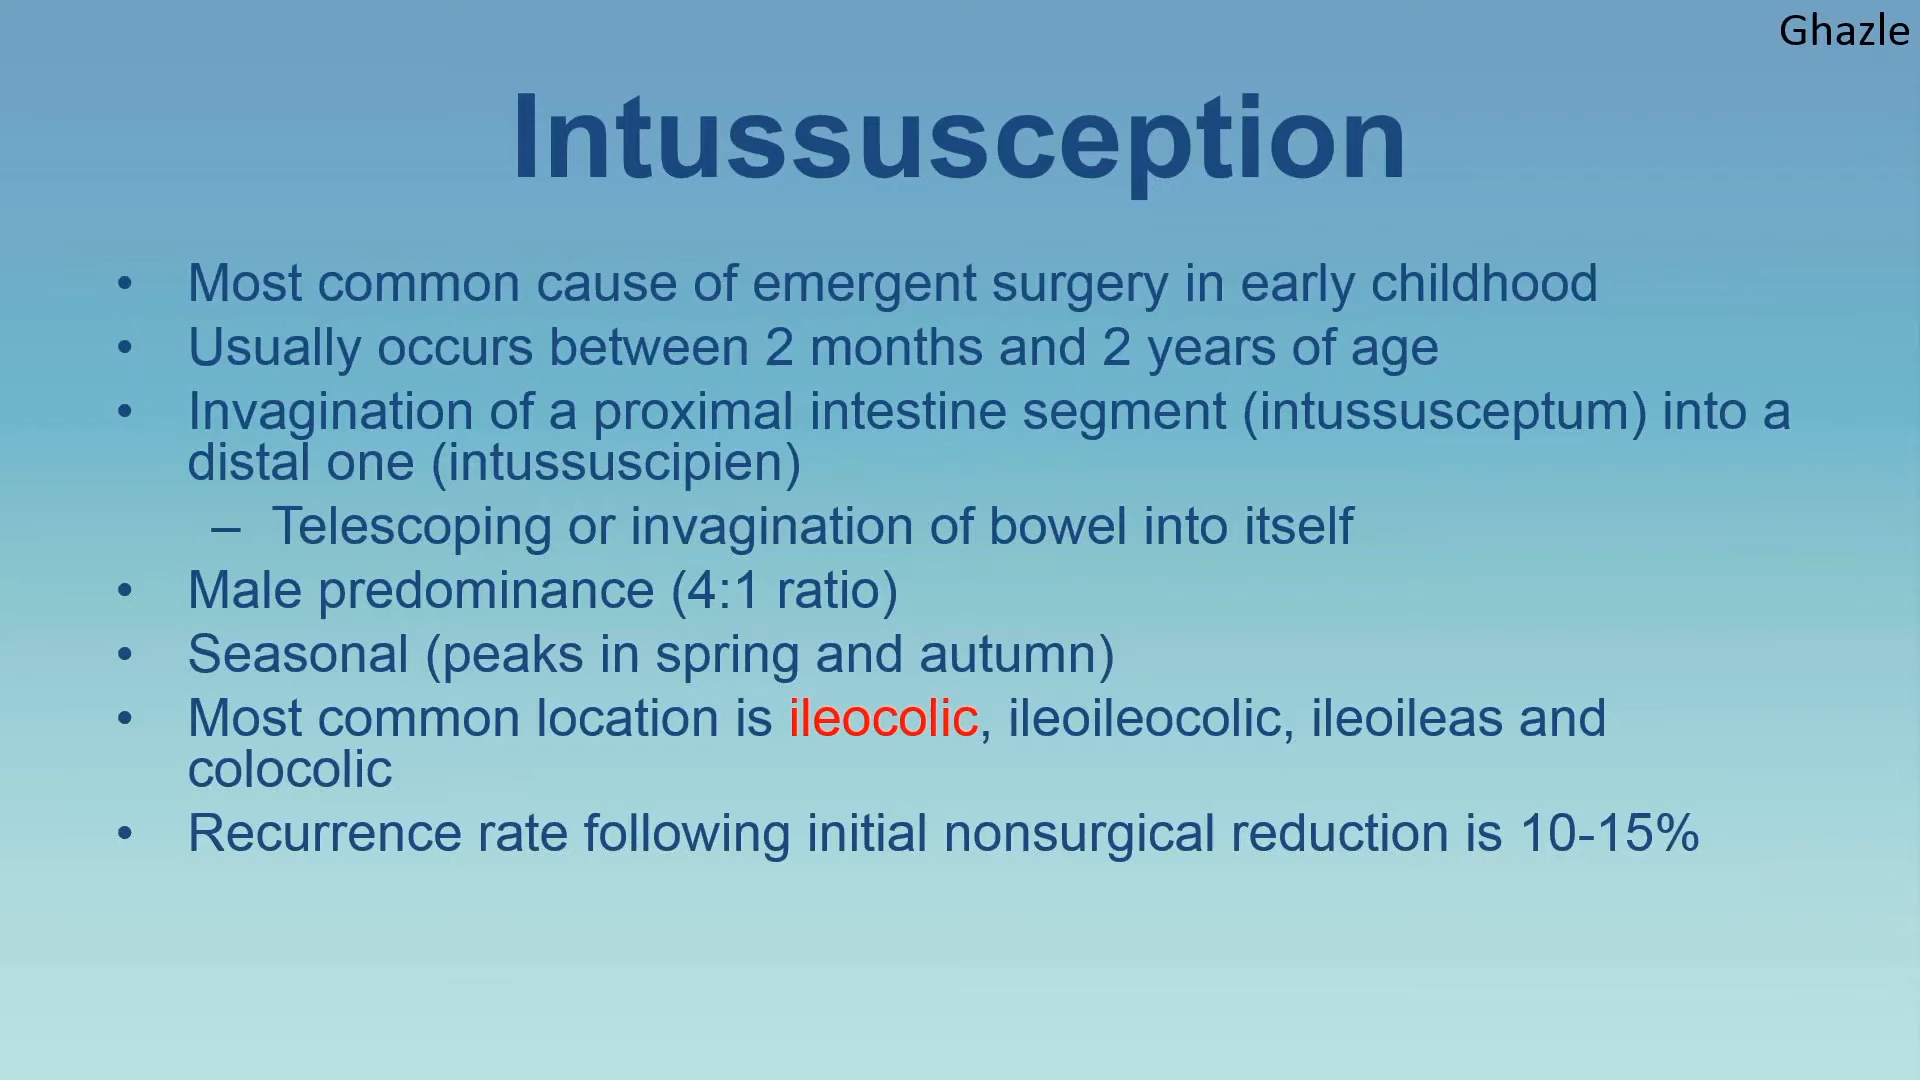 Ghazle
Intussusception
• Most common cause of emergent surgery in early childhood
• Usually occurs between 2 months and 2 years of age
• Invagination of a proximal intestine segment (intussusceptum) into a
distal one (intussuscipien)
– Telescoping or invagination of bowel into itself
• Male predominance (4:1 ratio)
• Seasonal (peaks in spring and autumn)
• Most common location is ileocolic, ileoileocolic, ileoileas and
colocolic
• Recurrence rate following initial nonsurgical reduction is 10-15%